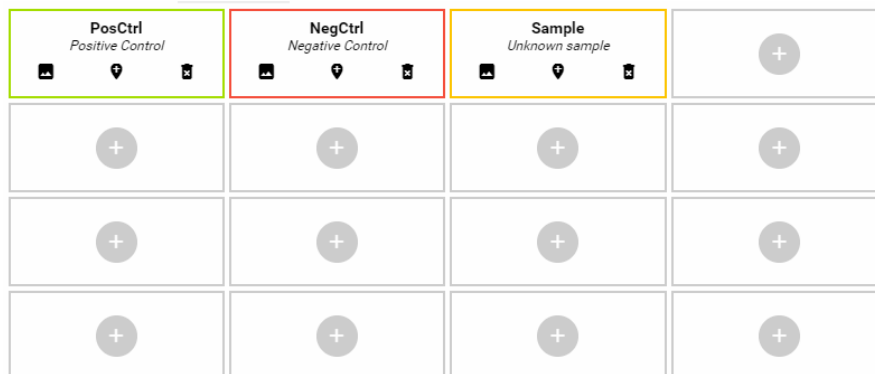 PosCtrl
Positive Control
NegCtrl
Negative Control
Sample
Unknown sample